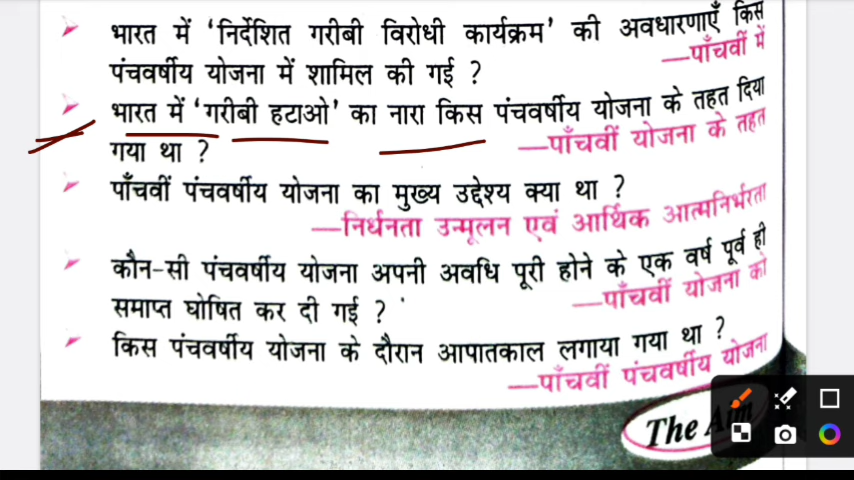 भारत में 'निर्देशित गरीबी विरोधी कार्यक्रम' की अवधारणाएँ किस
पंचवर्षीय योजना में शामिल की गई ? —पाँचवीं में
भारत में 'गरीबी हटाओ' का नारा किस पंचवर्षीय योजना के तहत दिया
गया था ? —पाँचवीं योजना के तहत
पाँचवीं पंचवर्षीय योजना का मुख्य उद्देश्य क्या था ?
—निर्धनता उन्मूलन एवं आर्थिक आत्मनिर्भरता
कौन-सी पंचवर्षीय योजना अपनी अवधि पूरी होने के एक वर्ष पूर्व ही
समाप्त घोषित कर दी गई ? —पाँचवीं योजना को
किस पंचवर्षीय योजना के दौरान आपातकाल लगाया गया था ?
—पाँचवीं पंचवर्षीय योजना
The